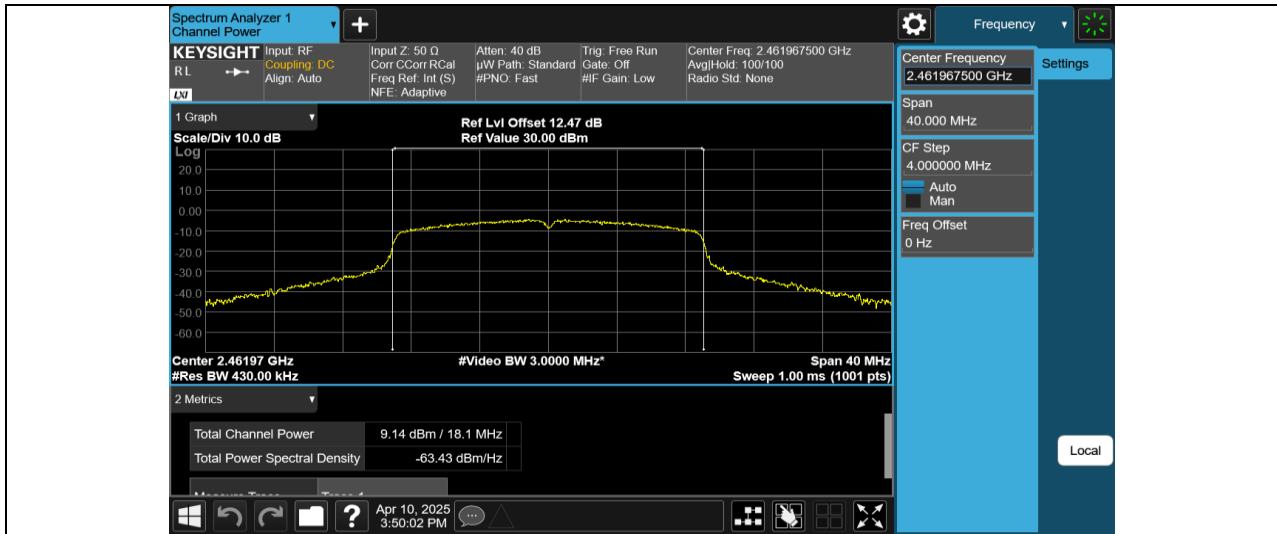 Spectrum Analyzer 1
Channel Power
+
Frequency
KEYSIGHT
R L
LXI
Input: RF
Coupling: DC
Align: Auto
Input Z: 50 Ω
Corr CCorr RCal
Freq Ref: Int (S)
NFE: Adaptive
Atten: 40 dB
µW Path: Standard
#PNO: Fast
Trig: Free Run
Gate: Off
#IF Gain: Low
Center Freq: 2.461967500 GHz
Avg|Hold: 100/100
Radio Std: None
Center Frequency
2.461967500 GHz
Settings
Span
40.000 MHz
CF Step
4.000000 MHz
Auto
Man
Freq Offset
0 Hz
1 Graph
Scale/Div 10.0 dB
Ref Lvl Offset 12.47 dB
Ref Value 30.00 dBm
Log
20.0
10.0
0.00
-10.0
-20.0
-30.0
-40.0
-50.0
-60.0
Center 2.46197 GHz
#Video BW 3.0000 MHz*
Span 40 MHz
#Res BW 430.00 kHz
Sweep 1.00 ms (1001 pts)
2 Metrics
Total Channel Power 9.14 dBm / 18.1 MHz
Total Power Spectral Density -63.43 dBm/Hz
Local
?
Apr 10, 2025
3:50:02 PM